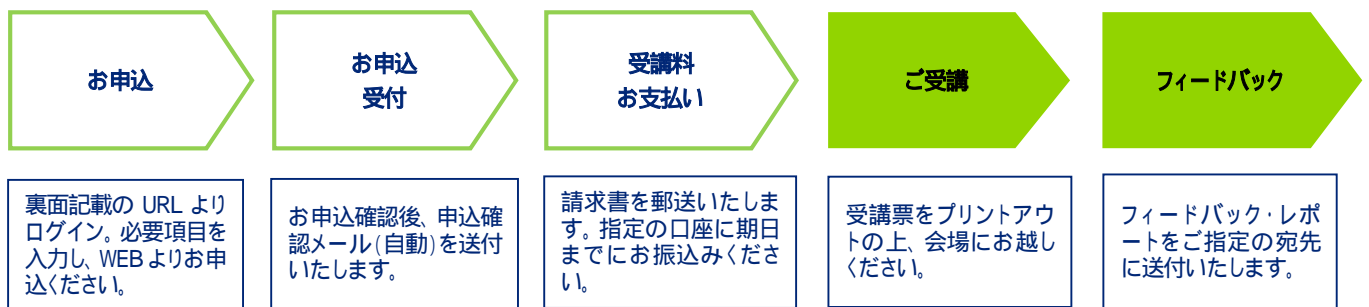 お申込
お申込
受付
受講料
お支払い
ご受講
フィードバック
裏面記載の URL より
ログイン。必要項目を
入力し、WEBよりお申
込ください。
お申込確認後、申込確
認メール(自動)を送付
いたします。
請求書を郵送いたしま
す。指定の口座に期日
までにお振込みくださ
い。
受講票をプリントアウ
トの上、会場にお越し
ください。
フィードバック・レポ
ートをご指定の宛先
に送付いたします。